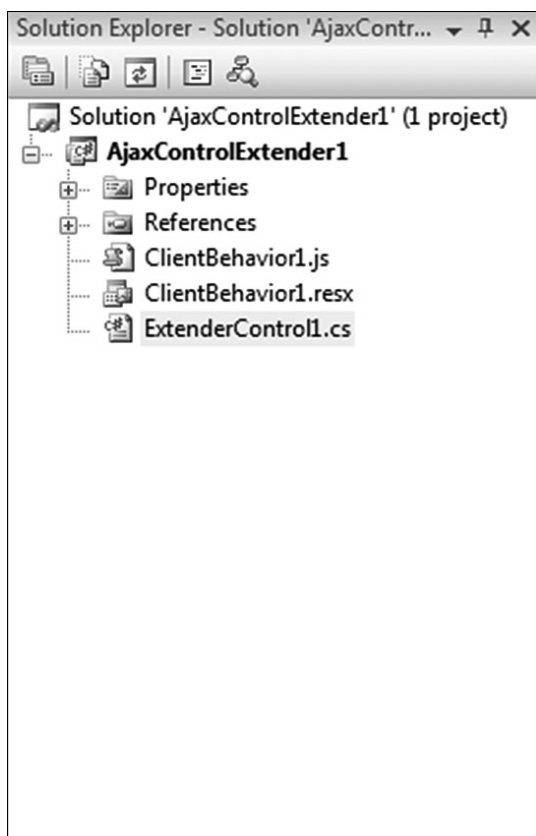 Solution Explorer - Solution 'AjaxContr...
Solution 'AjaxControlExtender1' (1 project)
AjaxControlExtender1
Properties
References
ClientBehavior1.js
ClientBehavior1.resx
ExtenderControl1.cs